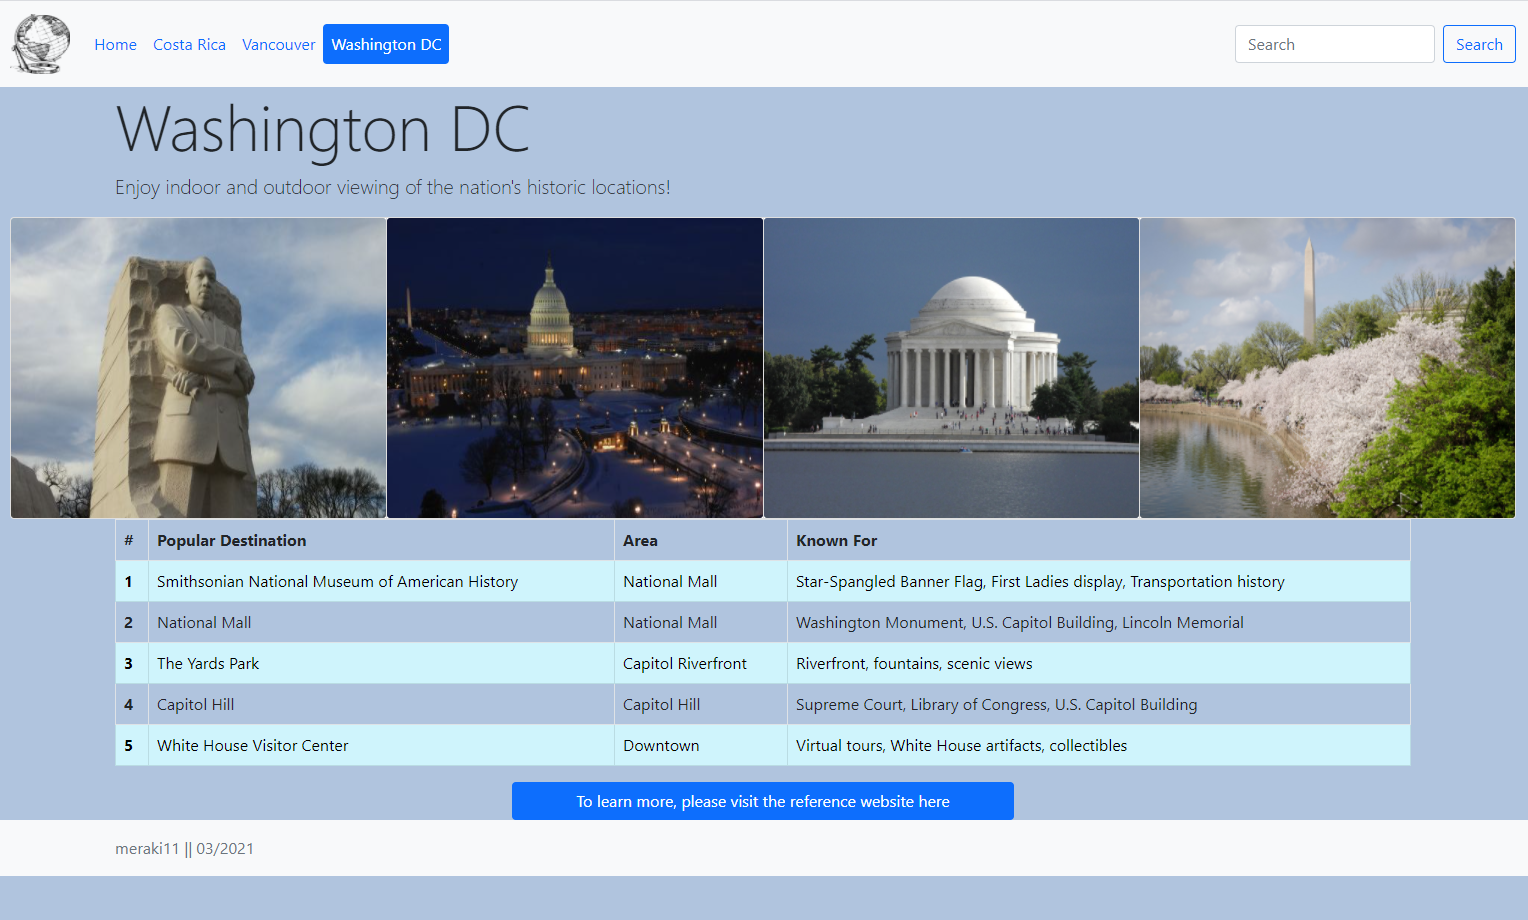 Home Costa Rica Vancouver Washington DC Search Search
Washington DC
Enjoy indoor and outdoor viewing of the nation's historic locations!
# Popular Destination Area Known For
1 Smithsonian National Museum of American History National Mall Star-Spangled Banner Flag, First Ladies display, Transportation history
2 National Mall National Mall Washington Monument, U.S. Capitol Building, Lincoln Memorial
3 The Yards Park Capitol Riverfront Riverfront, fountains, scenic views
4 Capitol Hill Capitol Hill Supreme Court, Library of Congress, U.S. Capitol Building
5 White House Visitor Center Downtown Virtual tours, White House artifacts, collectibles
To learn more, please visit the reference website here
meraki11 || 03/2021